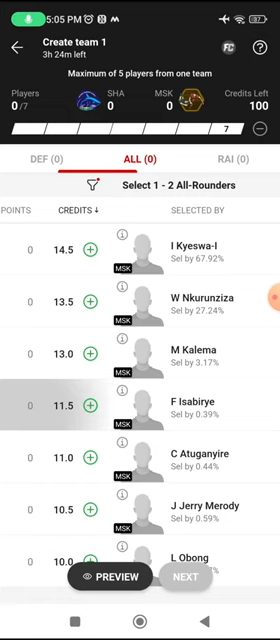 5:05 PM
37
Create team 1
3h 24m left
FC
Maximum of 5 players from one team
Players
0/7
SHA
0
MSK
0
Credits Left
100
7
DEF (0)
ALL (0)
RAI (0)
Select 1 - 2 All-Rounders
POINTS
CREDITS ↓
SELECTED BY
0
14.5
MSK
I Kyeswa-I
Sel by 67.92%
0
13.5
MSK
W Nkurunziza
Sel by 27.24%
0
13.0
MSK
M Kalema
Sel by 3.17%
0
11.5
MSK
F Isabirye
Sel by 0.39%
0
11.0
MSK
C Atuganyire
Sel by 0.44%
0
10.5
MSK
J Jerry Merody
Sel by 0.59%
0
10.0
L Obong
PREVIEW
NEXT